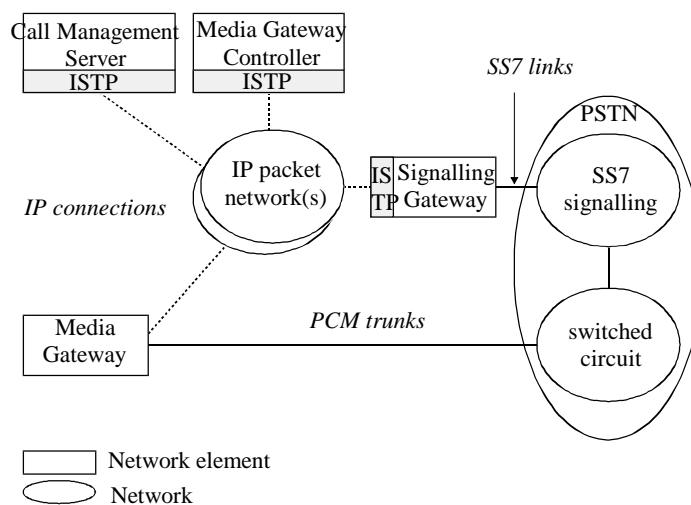 Call Management
Server
ISTP
Media Gateway
Controller
ISTP
SS7 links
PSTN
IP packet
network(s)
IS
TP
Signalling
Gateway
SS7
signalling
IP connections
Media
Gateway
PCM trunks
switched
circuit
Network element
Network